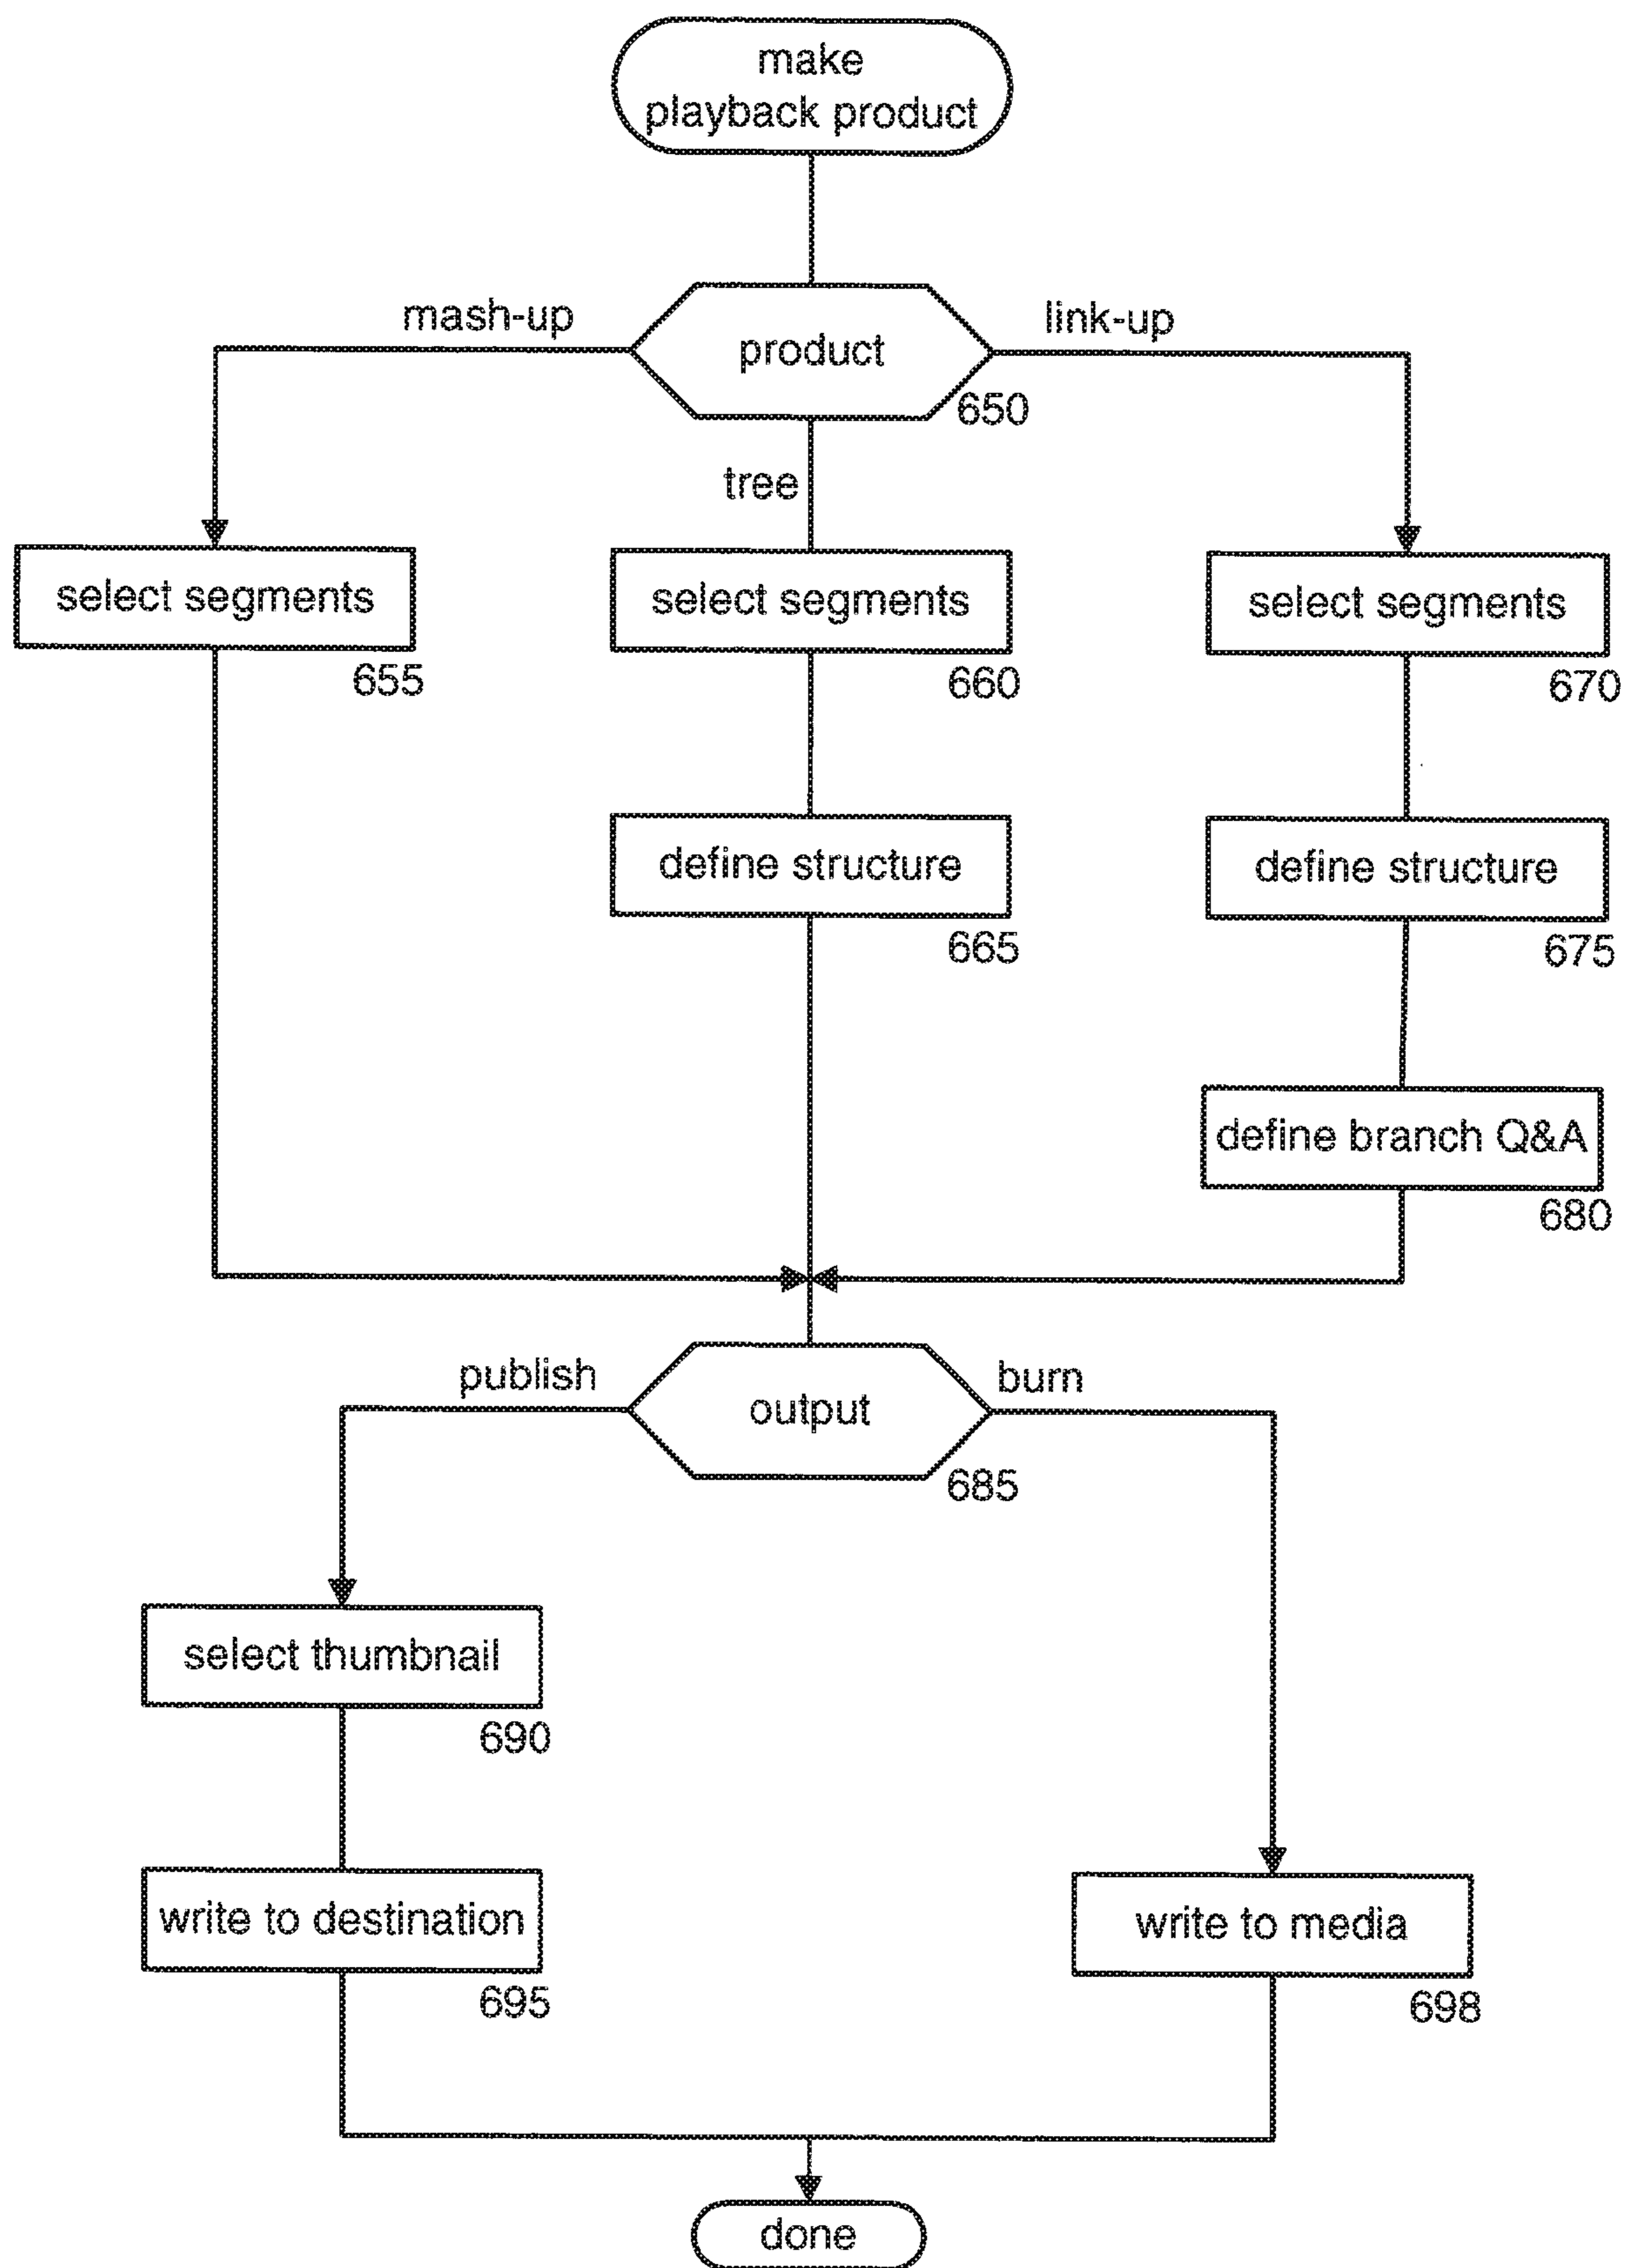 make
playback product
mash-up
link-up
product
650
tree
select segments
select segments
select segments
655
660
670
define structure
define structure
665
675
define branch Q&A
680
publish
burn
output
685
select thumbnail
690
write to destination
write to media
695
698
done